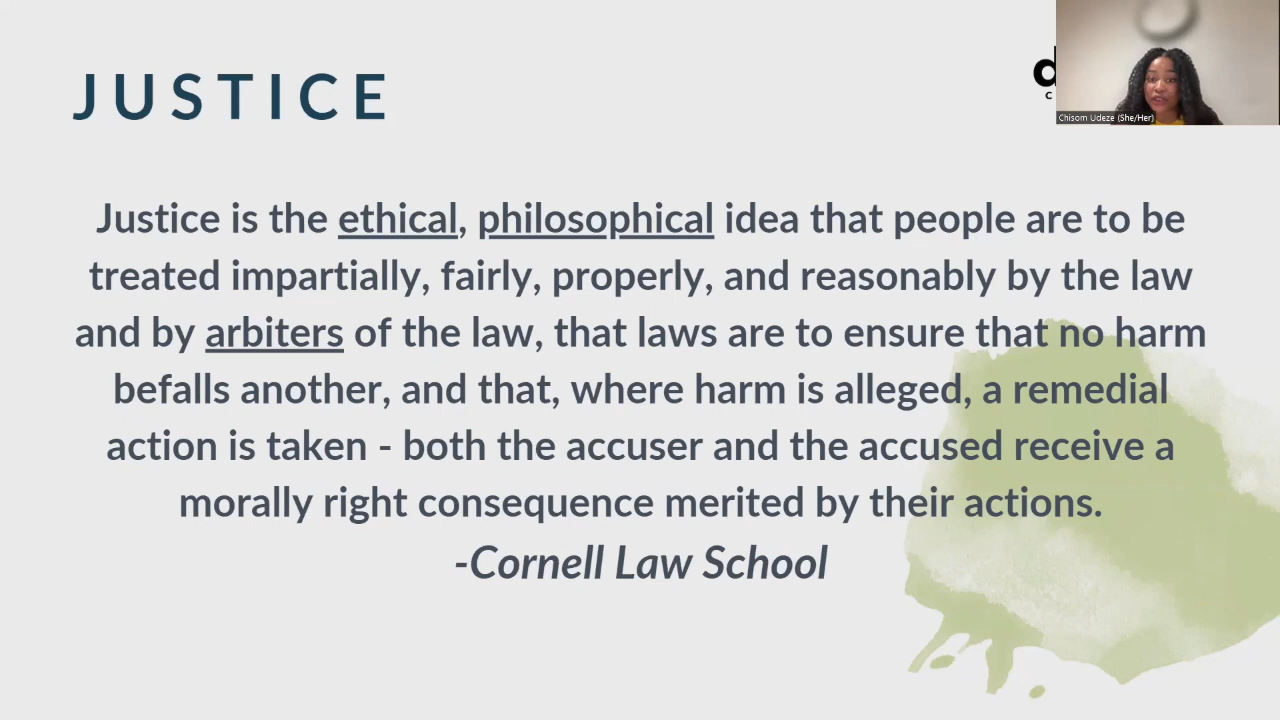 JUSTICE
Chisom Udeze (She/Her)
Justice is the ethical, philosophical idea that people are to be
treated impartially, fairly, properly, and reasonably by the law
and by arbiters of the law, that laws are to ensure that no harm
befalls another, and that, where harm is alleged, a remedial
action is taken - both the accuser and the accused receive a
morally right consequence merited by their actions.
-Cornell Law School